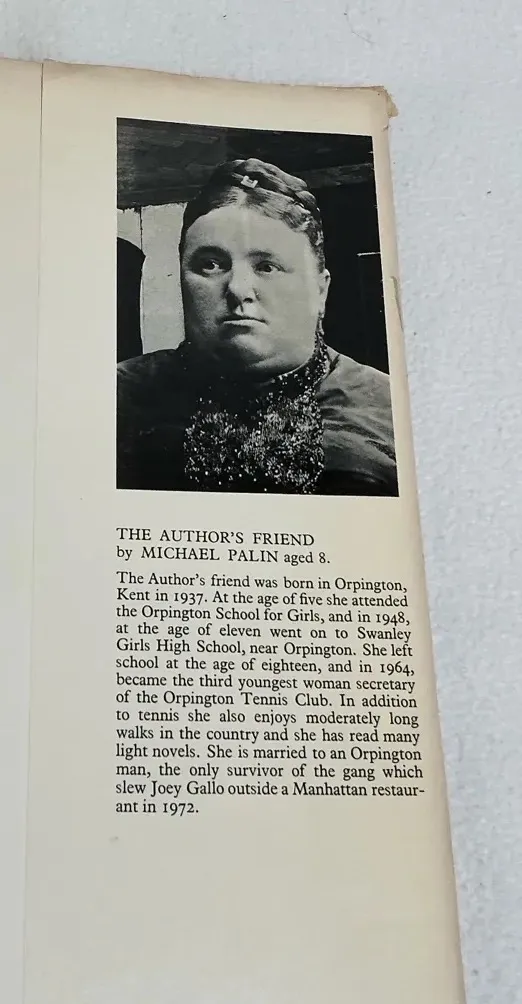 THE AUTHOR'S FRIEND
by MICHAEL PALIN aged 8.
The Author's friend was born in Orpington,
Kent in 1937. At the age of five she attended
the Orpington School for Girls, and in 1948,
at the age of eleven went on to Swanley
Girls High School, near Orpington. She left
school at the age of eighteen, and in 1964,
became the third youngest woman secretary
of the Orpington Tennis Club. In addition
to tennis she also enjoys moderately long
walks in the country and she has read many
light novels. She is married to an Orpington
man, the only survivor of the gang which
slew Joey Gallo outside a Manhattan restaur-
ant in 1972.